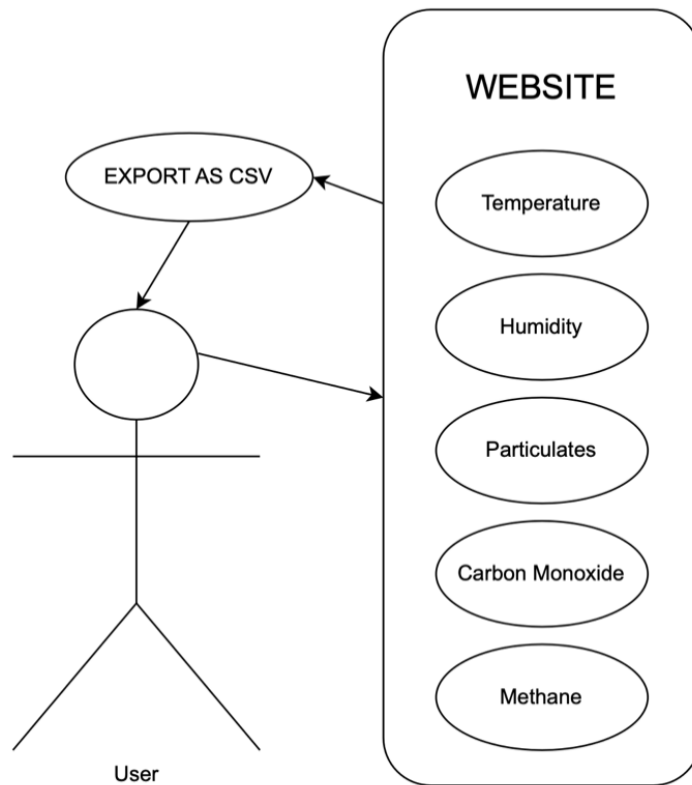 WEBSITE
EXPORT AS CSV
Temperature
Humidity
Particulates
Carbon Monoxide
Methane
User